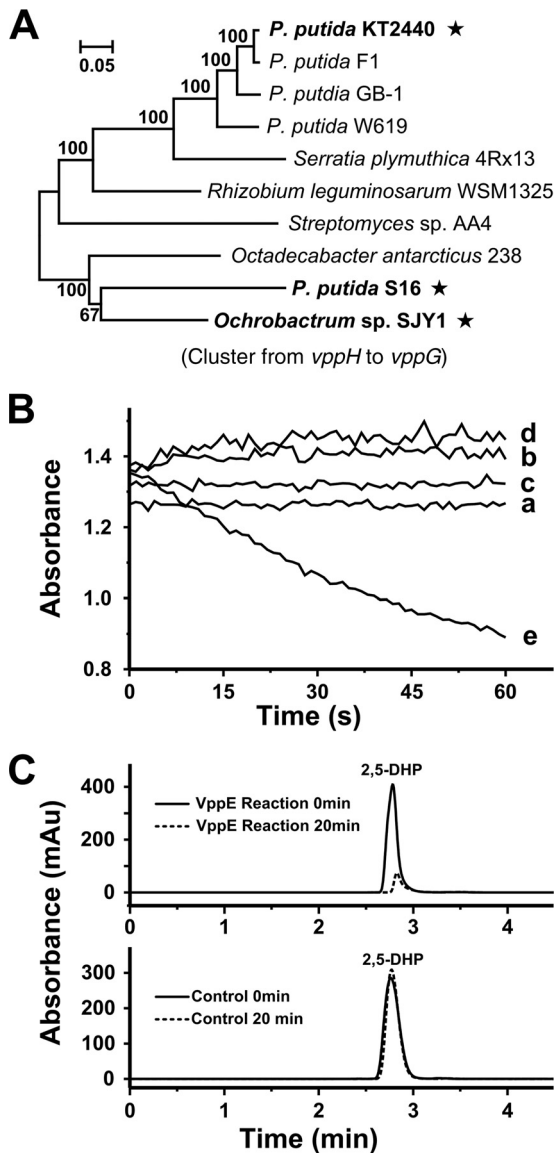 A
P. putida KT2440 ★
100
0.05
P. putida F1
100
P. putdia GB-1
100
P. putida W619
100
Serratia plymuthica 4Rx13
100
Rhizobium leguminosarum WSM1325
Streptomyces sp. AA4
Octadecabacter antarcticus 238
100
P. putida S16 ★
67
Ochrobactrum sp. SJY1 ★
(Cluster from vppH to vppG)
B
Absorbance
1.4
1.2
1.0
0.8
d
b
c
a
e
0 15 30 45 60
Time (s)
C
Absorbance (mAu)
2,5-DHP
400
200
0
VppE Reaction 0min
VppE Reaction 20min
0 1 2 3 4
2,5-DHP
300
200
100
0
Control 0min
Control 20 min
0 1 2 3 4
Time (min)